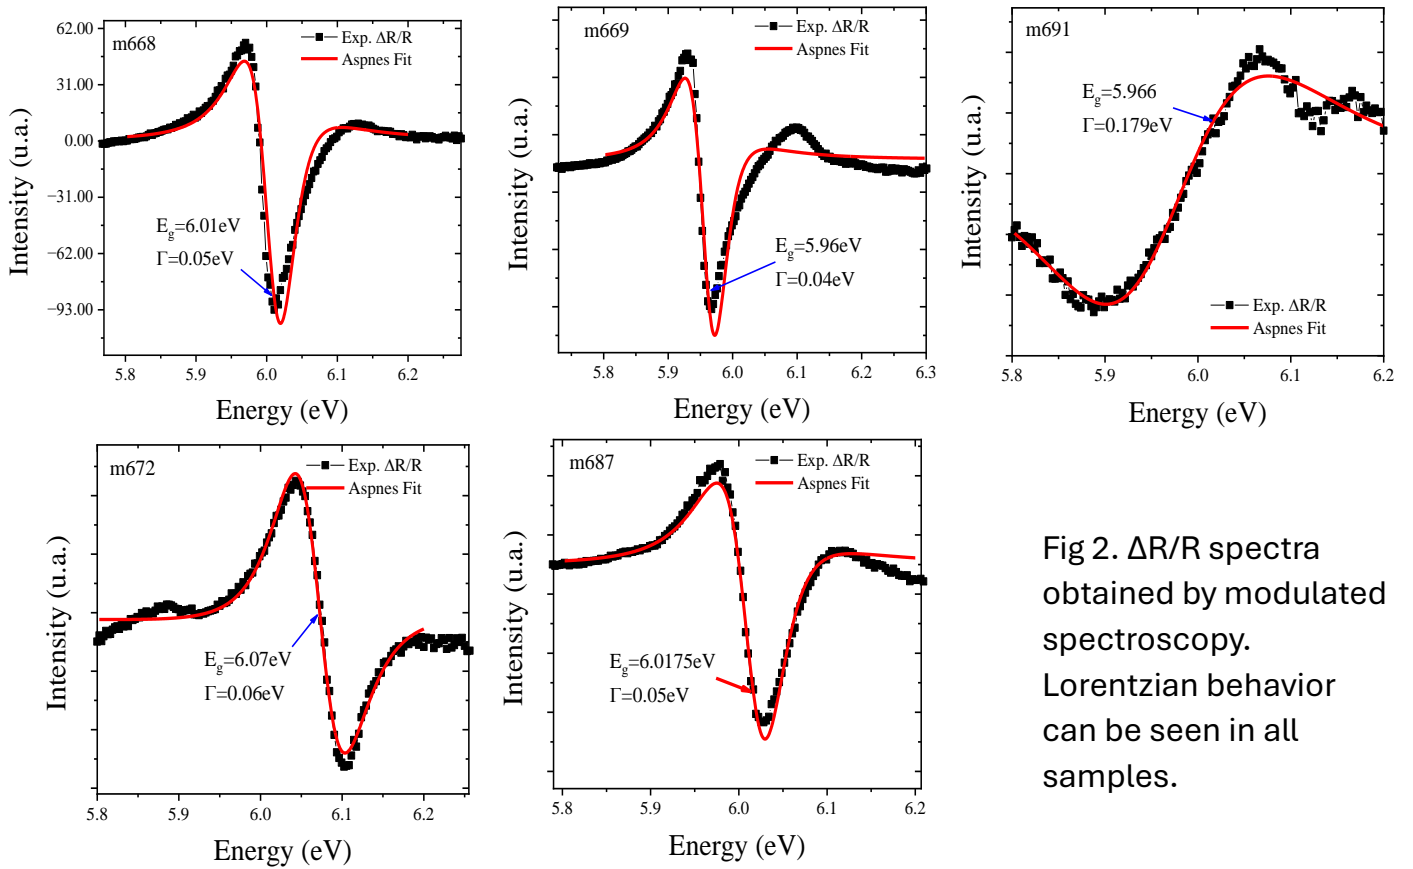 m668
Exp. ΔR/R
Aspnes Fit
62.00
31.00
0.00
−31.00
−62.00
−93.00
Intensity (u.a.)
E_g=6.01eV
Γ=0.05eV
5.8 5.9 6.0 6.1 6.2
Energy (eV)
m669
Exp. ΔR/R
Aspnes Fit
Intensity (u.a.)
E_g=5.96eV
Γ=0.04eV
5.8 5.9 6.0 6.1 6.2 6.3
Energy (eV)
m691
E_g=5.966
Γ=0.179eV
Intensity (u.a.)
Exp. ΔR/R
Aspnes Fit
5.8 5.9 6.0 6.1 6.2
Energy (eV)
m672
Exp. ΔR/R
Aspnes Fit
Intensity (u.a.)
E_g=6.07eV
Γ=0.06eV
5.8 5.9 6.0 6.1 6.2
Energy (eV)
m687
Exp. ΔR/R
Aspnes Fit
Intensity (u.a.)
E_g=6.0175eV
Γ=0.05eV
5.8 5.9 6.0 6.1 6.2
Energy (eV)
Fig 2. ΔR/R spectra
obtained by modulated
spectroscopy.
Lorentzian behavior
can be seen in all
samples.